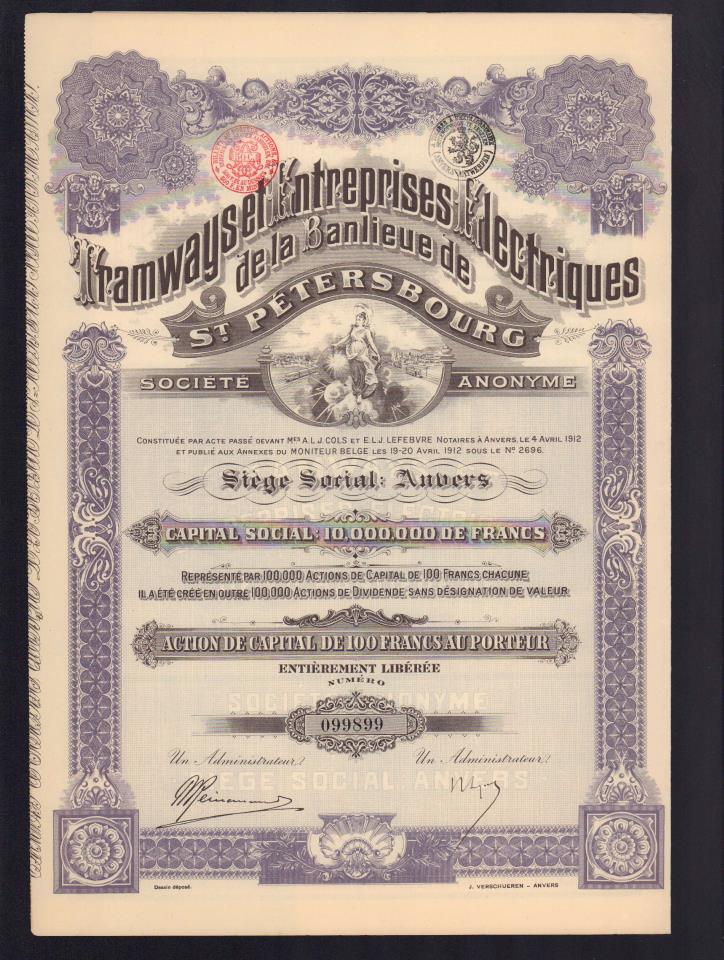 Tramways et Entreprises Électriques
de la Banlieue de
ST PÉTERSBOURG
SOCIÉTÉ ANONYME
CONSTITUÉE PAR ACTE PASSÉ DEVANT MES A.L.J. COLS ET E.L.J. LEFEBVRE NOTAIRES À ANVERS, LE 4 AVRIL 1912
ET PUBLIÉ AUX ANNEXES DU MONITEUR BELGE LES 19-20 AVRIL 1912 SOUS LE NO 2696.
Siège Social: Anvers
CAPITAL SOCIAL: 10,000,000 DE FRANCS
REPRÉSENTÉ PAR 100,000 ACTIONS DE CAPITAL DE 100 FRANCS CHACUNE
IL A ÉTÉ CRÉÉ EN OUTRE 100,000 ACTIONS DE DIVIDENDE SANS DÉSIGNATION DE VALEUR
ACTION DE CAPITAL DE 100 FRANCS AU PORTEUR
ENTIÈREMENT LIBÉRÉE
NUMÉRO
SOCIÉTÉ ANONYME
099899
Un Administrateur, Un Administrateur,
SIEGE SOCIAL: ANVERS
Dessin déposé.
J. VERSCHUEREN - ANVERS